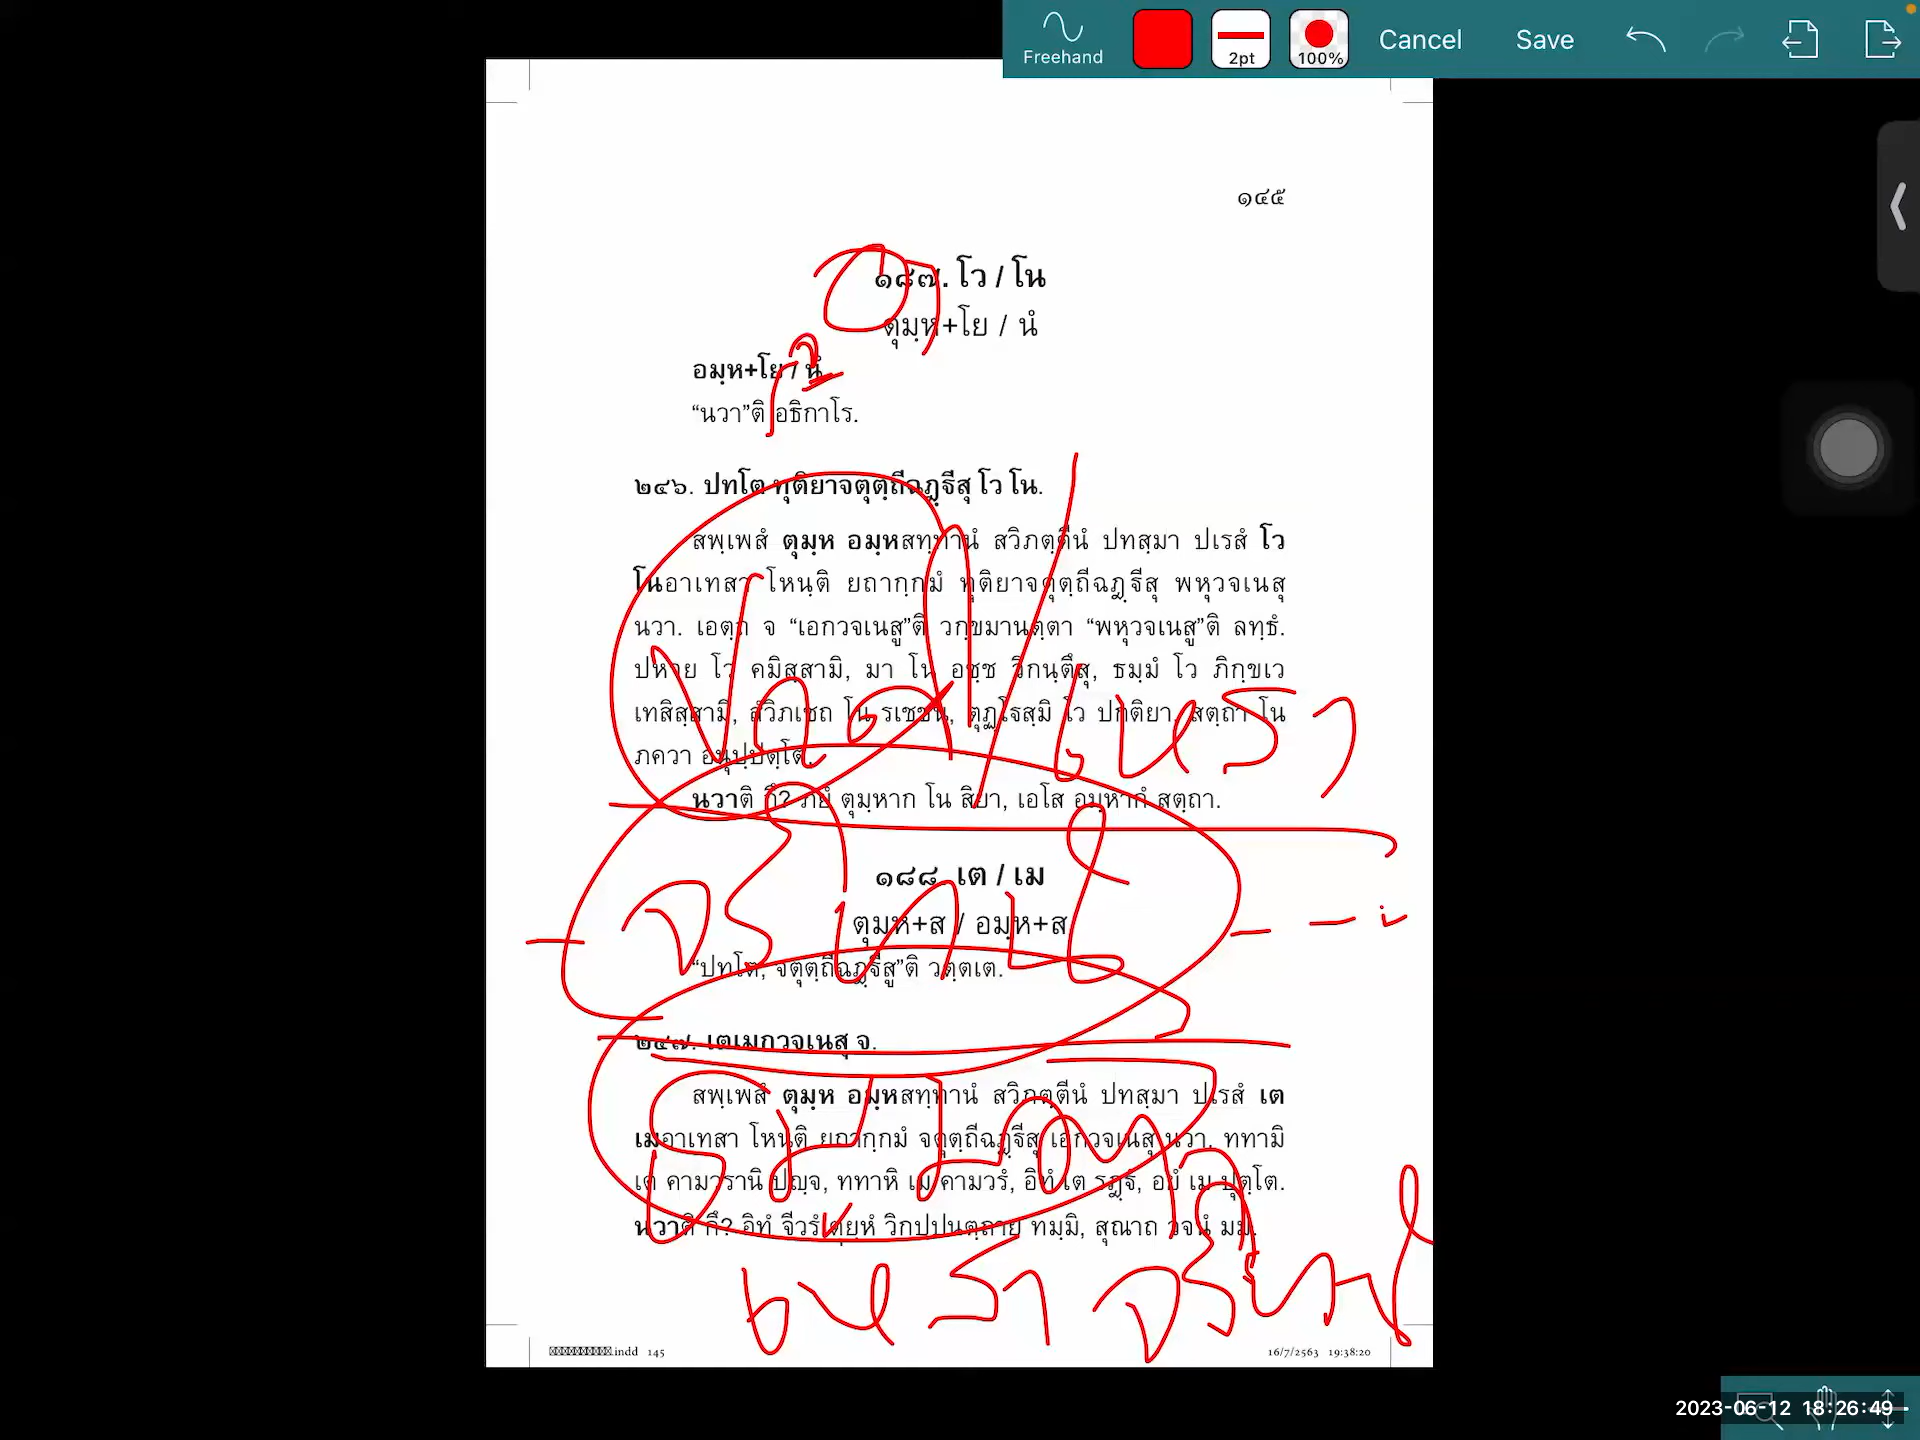 Freehand
2pt
100%
Cancel
Save
๑๔๕
๑๘๗. โว / โน
ตุมฺห+โย / นํ
อมฺห+โย / นํ
“นวา”ติ อธิกาโร.
๒๔๖. ปทโต ทุติยาจตุตฺถีฉฏฺฐีสุ โว โน.
สพฺเพสํ ตุมฺห อมฺหสทฺทานํ สวิภตฺตีนํ ปทสฺมา ปเรสํ โว
โนอาเทสา โหนฺติ ยถากฺกมํ ทุติยาจตุตฺถีฉฏฺฐีสุ พหุวจเนสุ
นวา. เอตฺถ จ “เอกวจเนสู”ติ วกฺขมานตฺตา “พหุวจเนสู”ติ ลทฺธํ.
ปหาย โว คมิสฺสามิ, มา โน อชฺช วิกนฺตึสุ, ธมฺมํ โว ภิกฺขเว
เทสิสฺสามิ, สํวิภเชถ โน รเชชน, ตุฏฺโฐสฺมิ โว ปกติยา, สตฺถา โน
ภควา อนุปฺปตฺโต.
นวาติ กึ? ภยํ ตุมฺหาก โน สิยา, เอโส อมฺหากํ สตฺถา.
๑๘๘. เต / เม
ตุมฺห+ส / อมฺห+ส
“ปทโต, จตุตฺถีฉฏฺฐีสู”ติ วตฺตเต.
๒๔๗. เตเมกวจเนสุ จ.
สพฺเพสํ ตุมฺห อมฺหสทฺทานํ สวิภตฺตีนํ ปทสฺมา ปเรสํ เต
เมอาเทสา โหนฺติ ยถากฺกมํ จตุตฺถีฉฏฺฐีสุ เอกวจเนสุ นวา. ททามิ
เต คามวรานิ ปญฺจ, ททาหิ เม คามวรํ, อิทํ เต รฏฺฐํ, อยํ เม ปุตฺโต.
นวาติ กึ? อิทํ จีวรํ ตุยฺหํ วิกปฺปนตฺถาย ทมฺมิ, สุณาถ วจนํ มม.
.indd 145
16/7/2563 19:38:20
2023-06-12 18:26:49